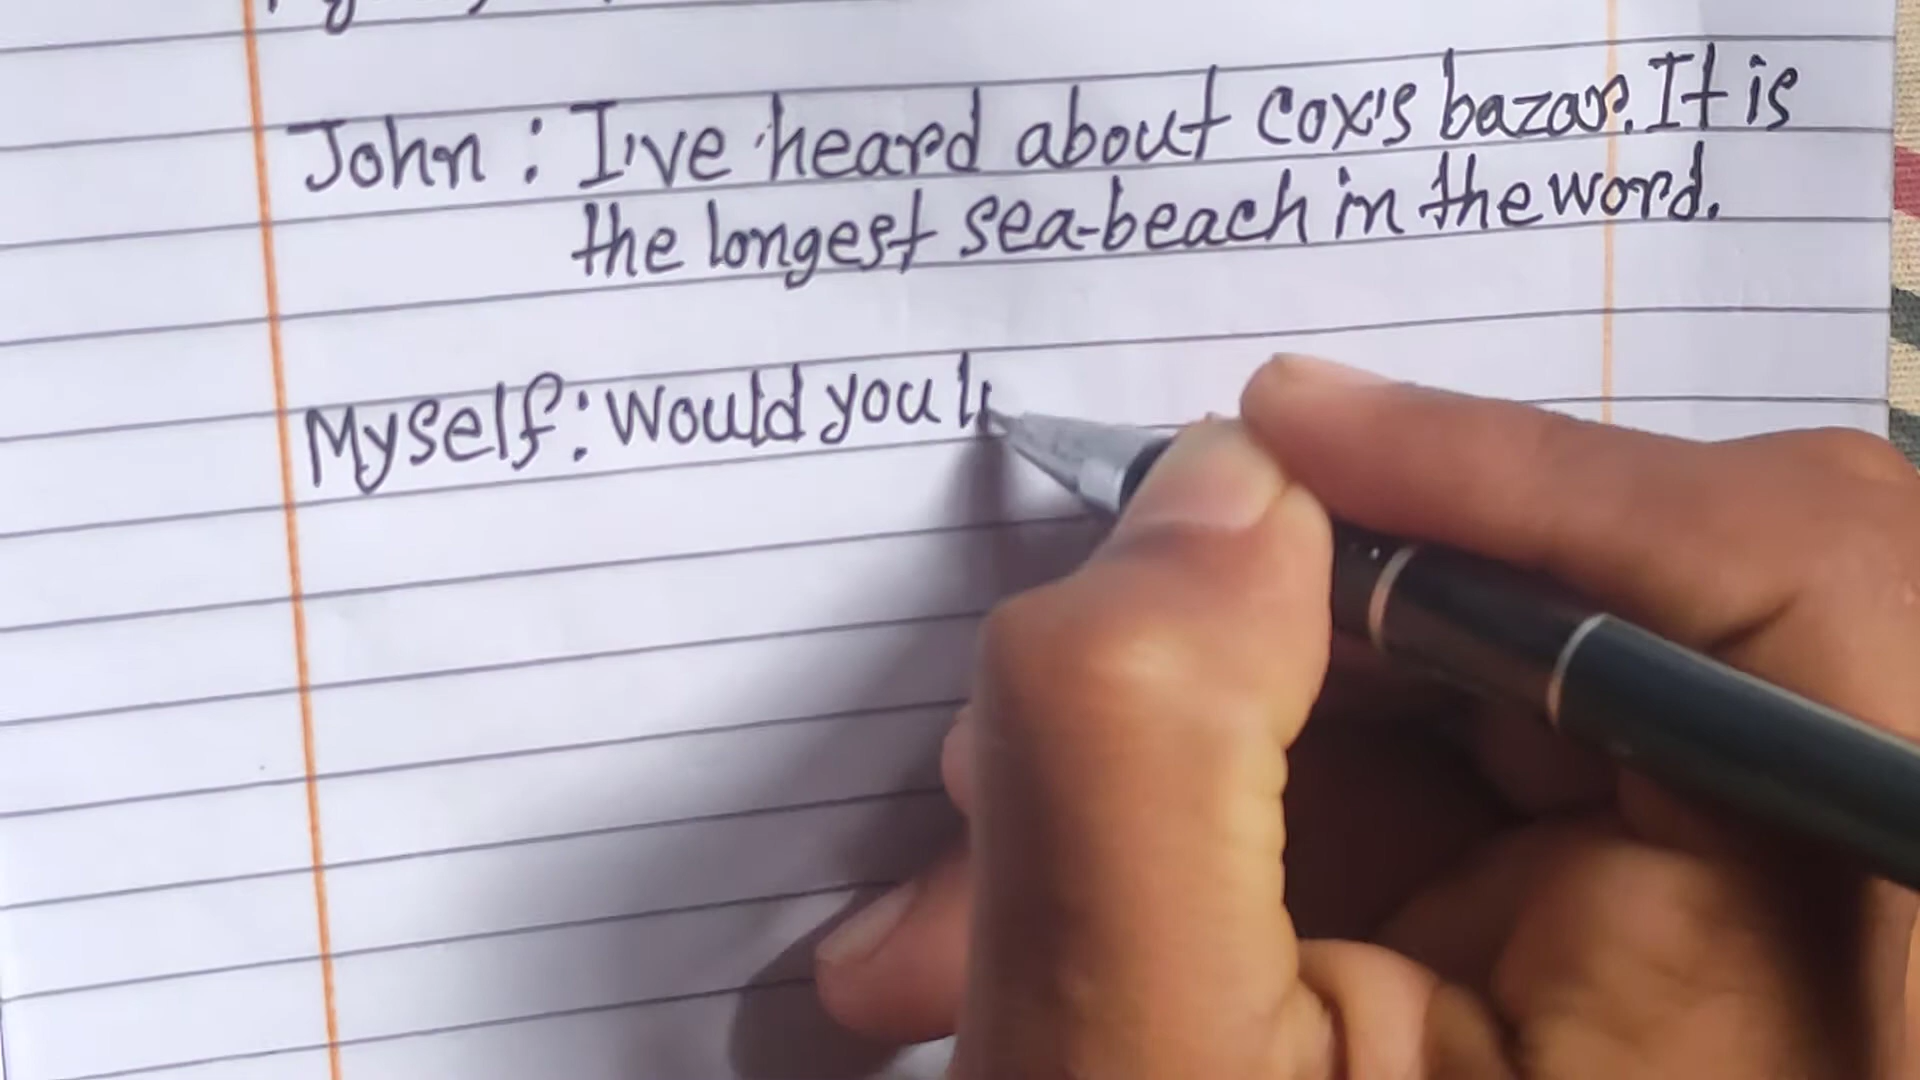 John : I've heard about cox's bazar. It is
the longest sea-beach in the word.
Myself: Would you